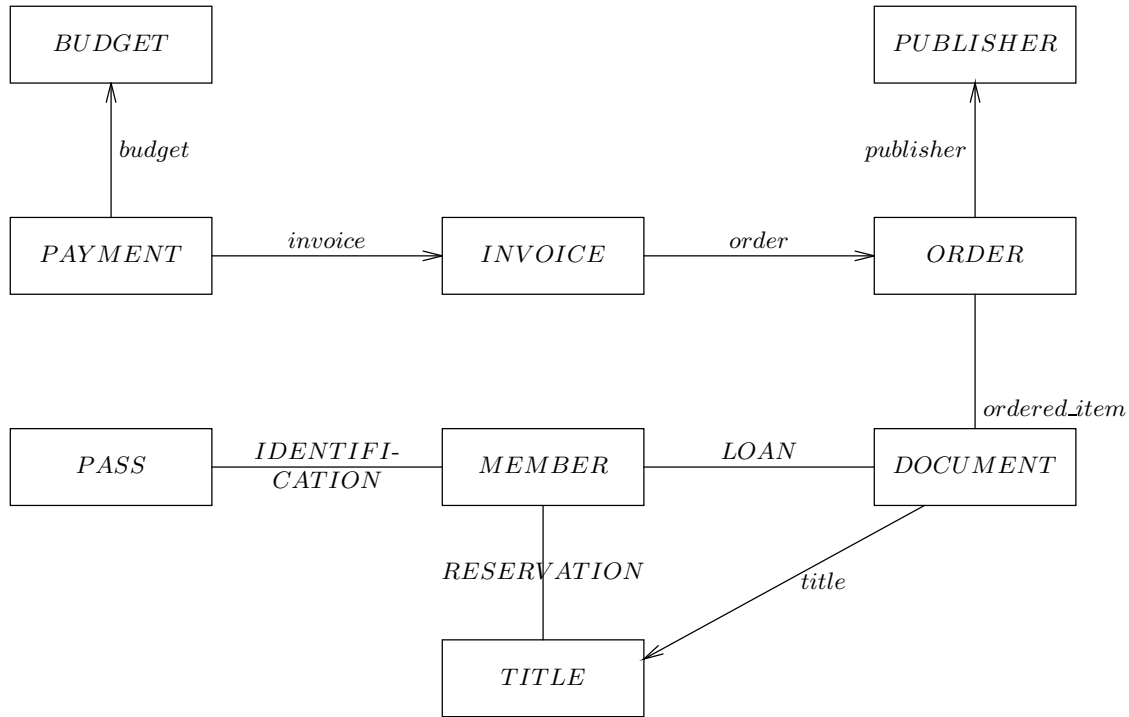 BUDGET
PUBLISHER
budget
publisher
PAYMENT
invoice
INVOICE
order
ORDER
ordered_item
PASS
IDENTIFI-
CATION
MEMBER
LOAN
DOCUMENT
RESERVATION
title
TITLE